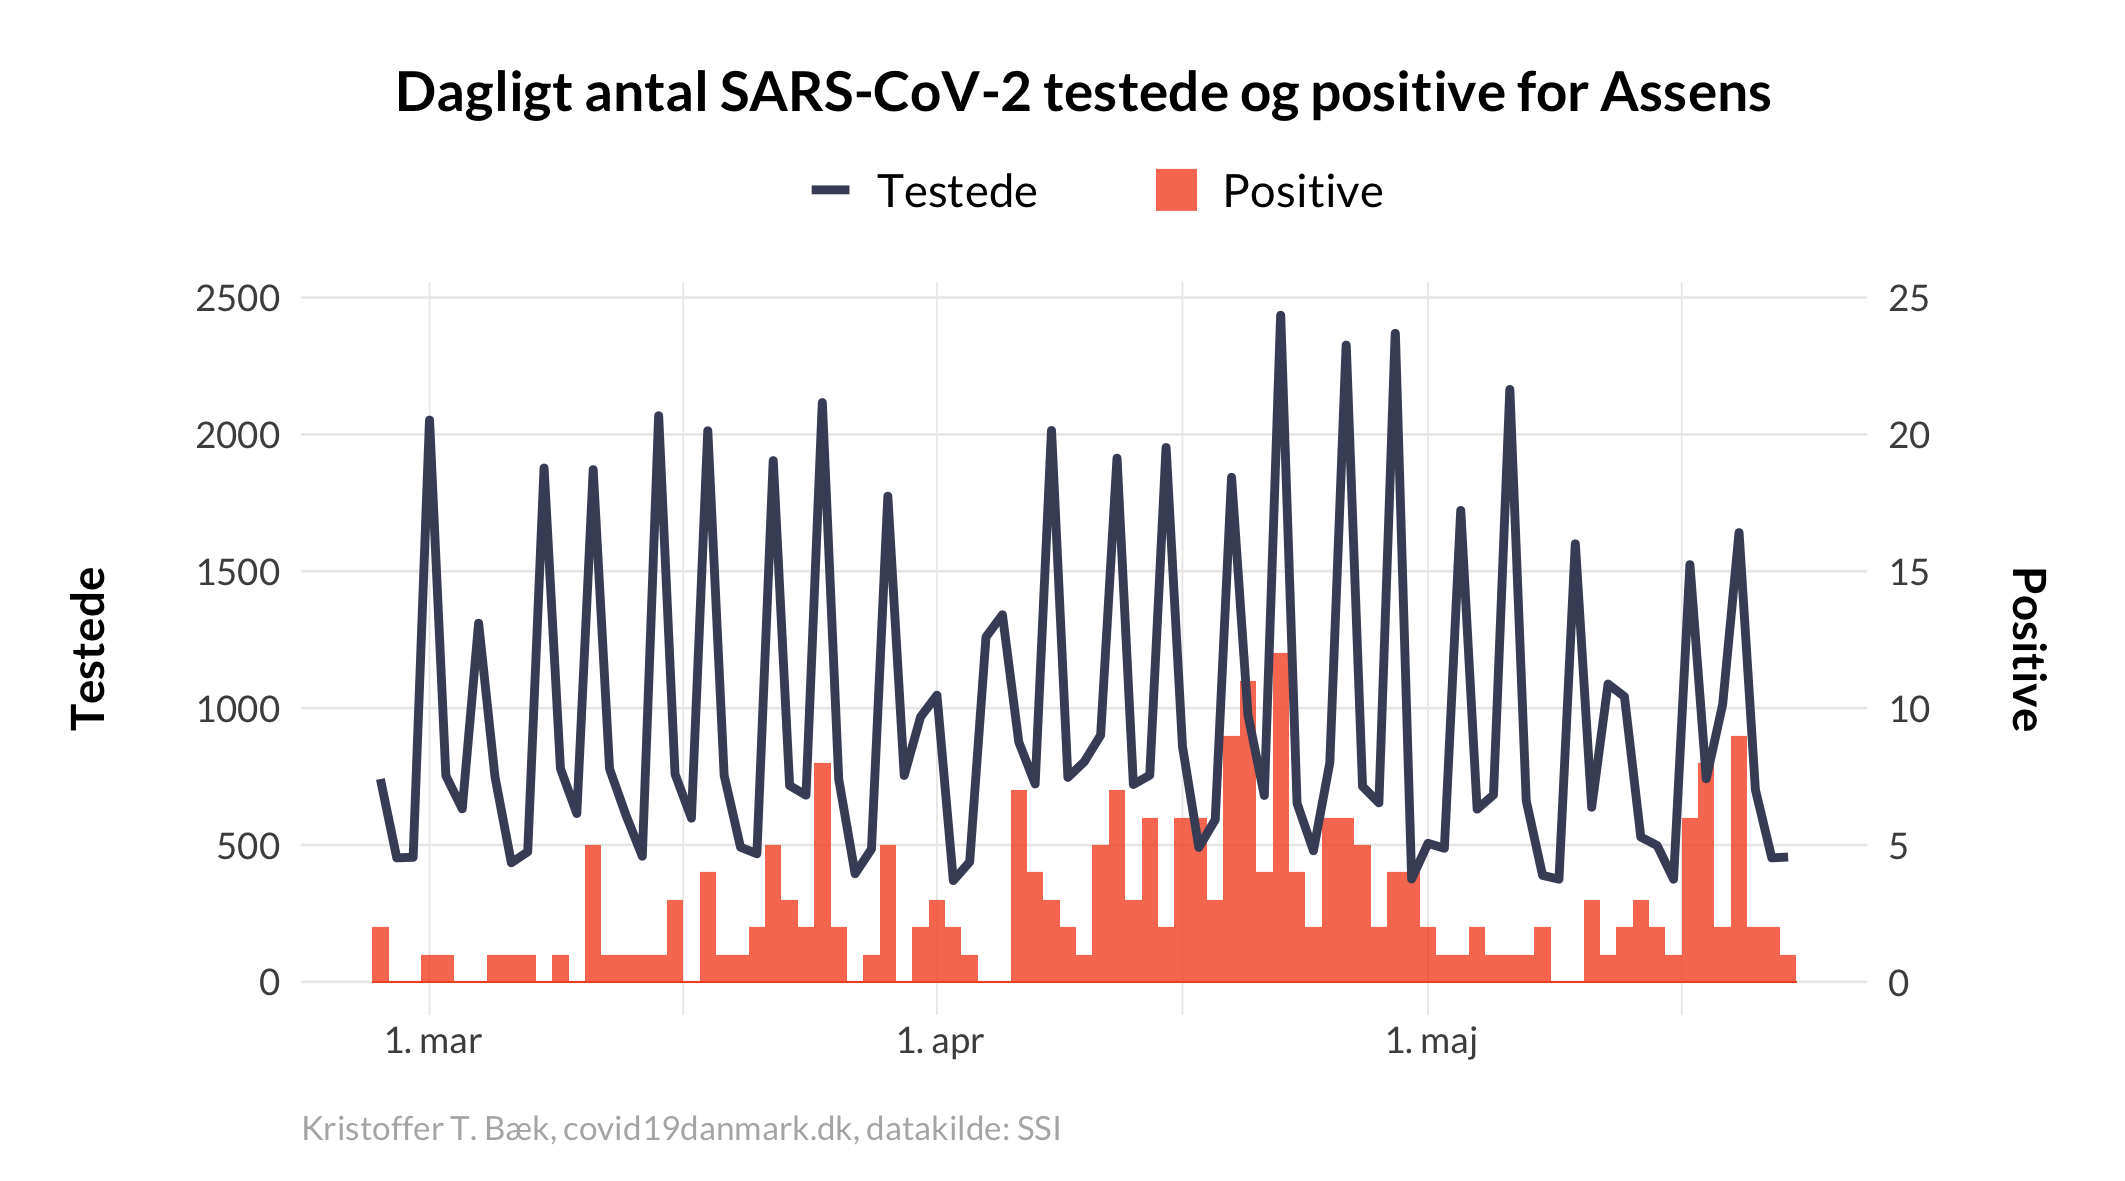 Dagligt antal SARS-CoV-2 testede og positive for Assens
Testede
Positive
2500
2000
1500
1000
500
0
Testede
25
20
15
10
5
0
Positive
1. mar
1. apr
1. maj
Kristoffer T. Bæk, covid19danmark.dk, datakilde: SSI